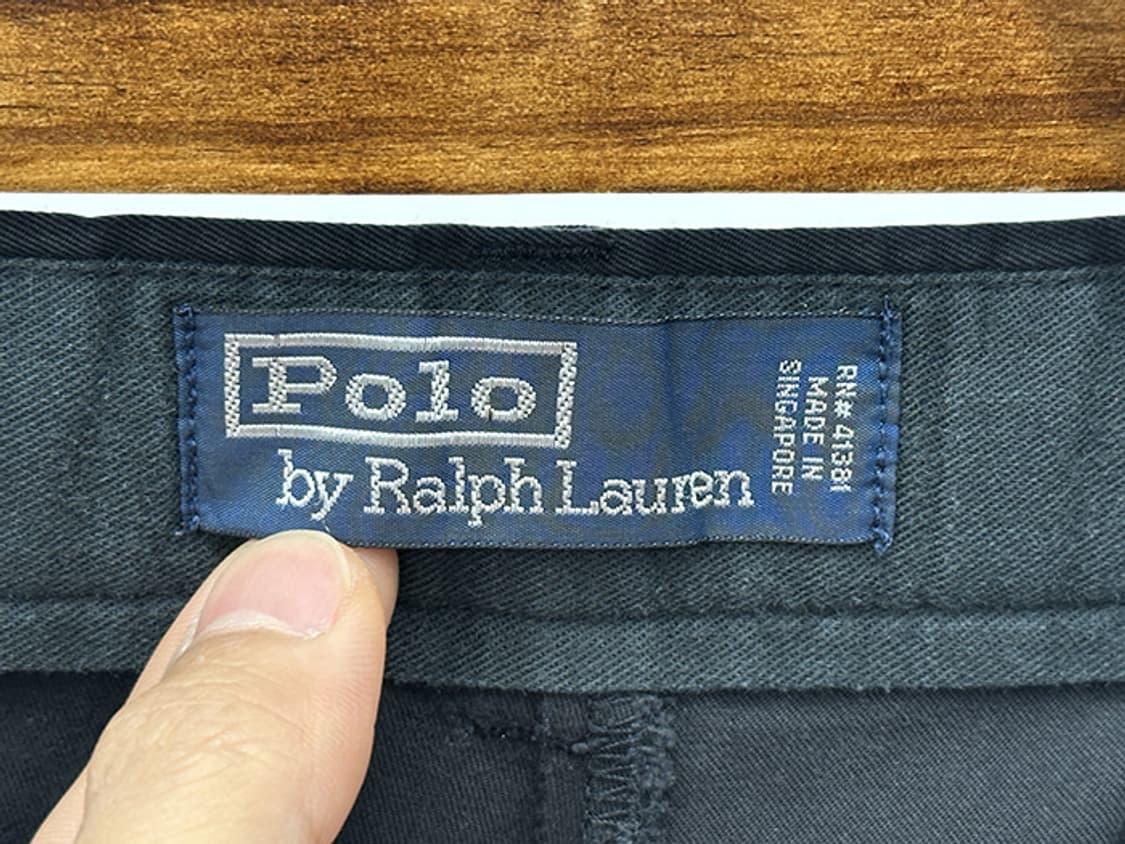 Polo
by Ralph Lauren
RN# 41381
MADE IN
SINGAPORE